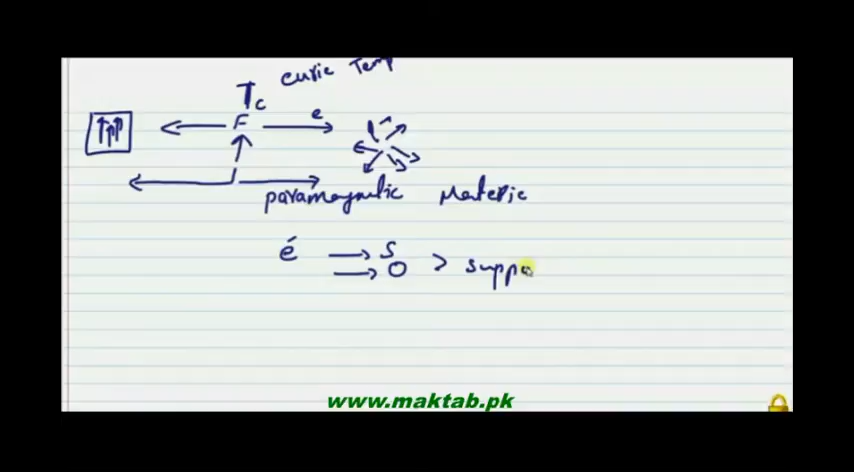 Curie Temp
Tc
F e
paramagnetic Materic
é S
O > suppo
www.maktab.pk